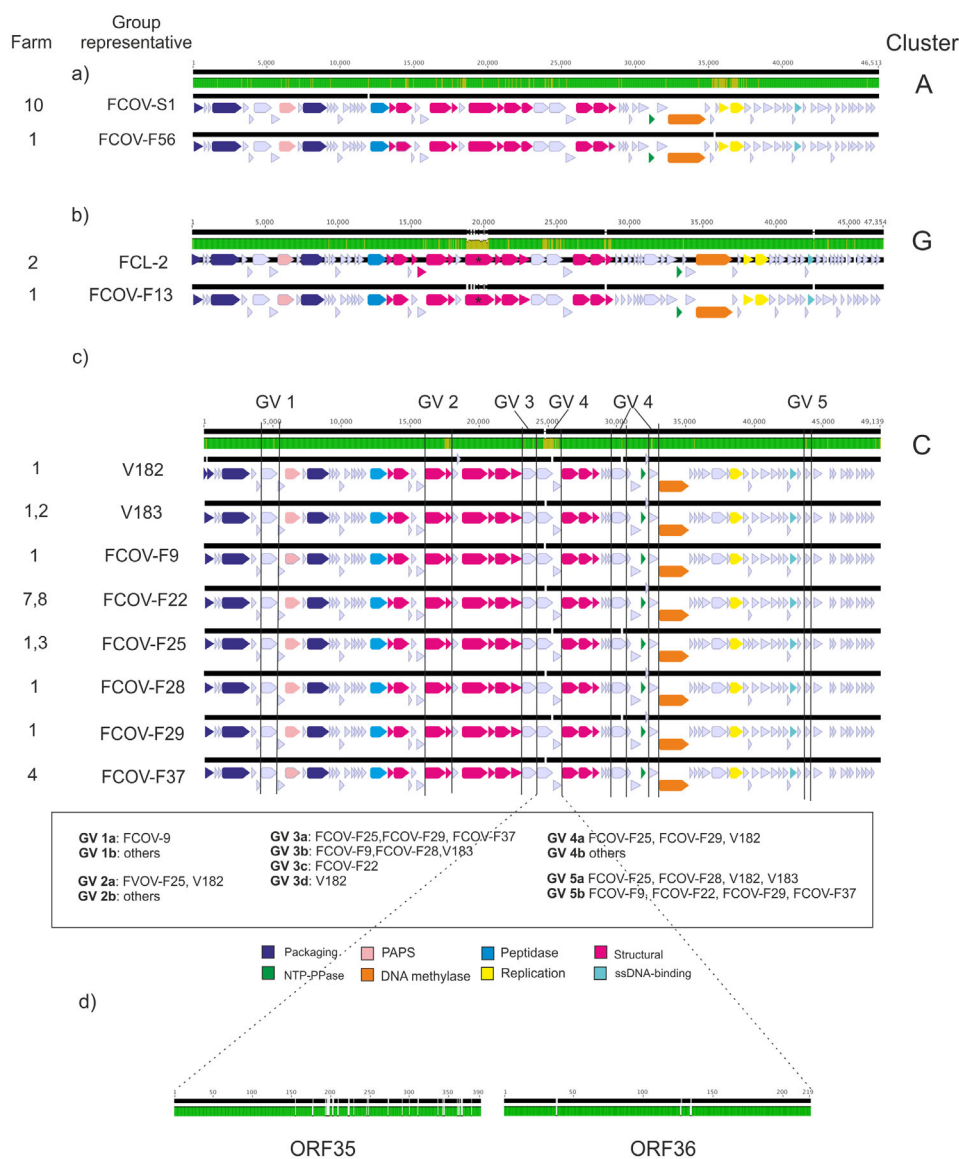 Farm
Group
representative
Cluster
a)
1 5,000 10,000 15,000 20,000 25,000 30,000 35,000 40,000 46,513
A
10 FCOV-S1
1 FCOV-F56
b)
1 5,000 10,000 15,000 20,000 25,000 30,000 35,000 40,000 45,000 47,354
G
2 FCL-2
*
1 FCOV-F13
*
c)
GV 1 GV 2 GV 3 GV 4 GV 4 GV 5
1 5,000 10,000 15,000 20,000 25,000 30,000 35,000 40,000 45,000 49,139
C
1 V182
1,2 V183
1 FCOV-F9
7,8 FCOV-F22
1,3 FCOV-F25
1 FCOV-F28
1 FCOV-F29
4 FCOV-F37
GV 1a: FCOV-9
GV 1b: others
GV 2a: FVOV-F25, V182
GV 2b: others
GV 3a: FCOV-F25,FCOV-F29, FCOV-F37
GV 3b: FCOV-F9,FCOV-F28,V183
GV 3c: FCOV-F22
GV 3d: V182
GV 4a FCOV-F25, FCOV-F29, V182
GV 4b others
GV 5a FCOV-F25, FCOV-F28, V182, V183
GV 5b FCOV-F9, FCOV-F22, FCOV-F29, FCOV-F37
Packaging PAPS Peptidase Structural
NTP-PPase DNA methylase Replication ssDNA-binding
d)
1 50 100 150 200 250 300 350 390
1 50 100 150 200 219
ORF35 ORF36